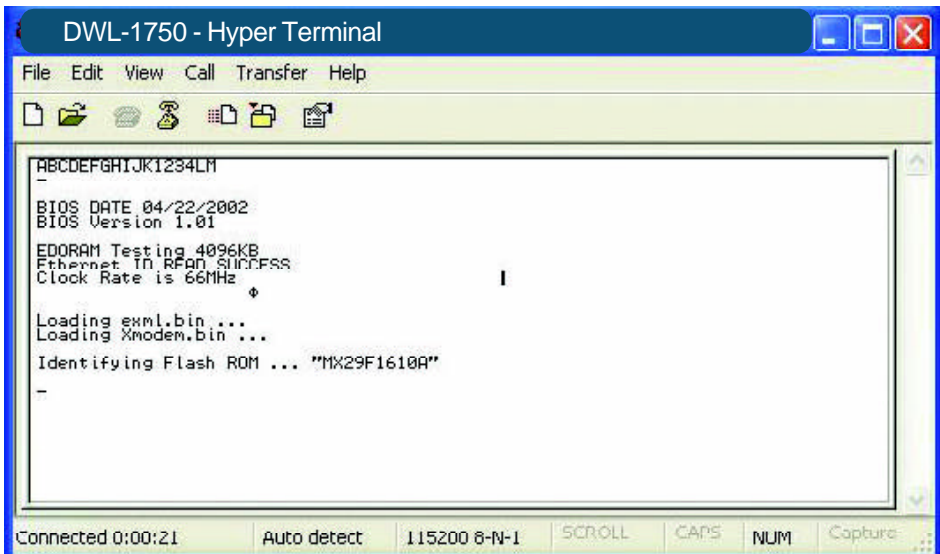 DWL-1750 - Hyper Terminal
File Edit View Call Transfer Help
ABCDEFGHIJK1234LM
BIOS DATE 04/22/2002
BIOS Version 1.01
EDORAM Testing 4096KB
Ethernet ID READ SUCCESS
Clock Rate is 66MHz
Φ
Loading exml.bin ...
Loading Xmodem.bin ...
Identifying Flash ROM ... "MX29F1610A"
Connected 0:00:21 Auto detect 115200 8-N-1 SCROLL CAPS NUM Capture